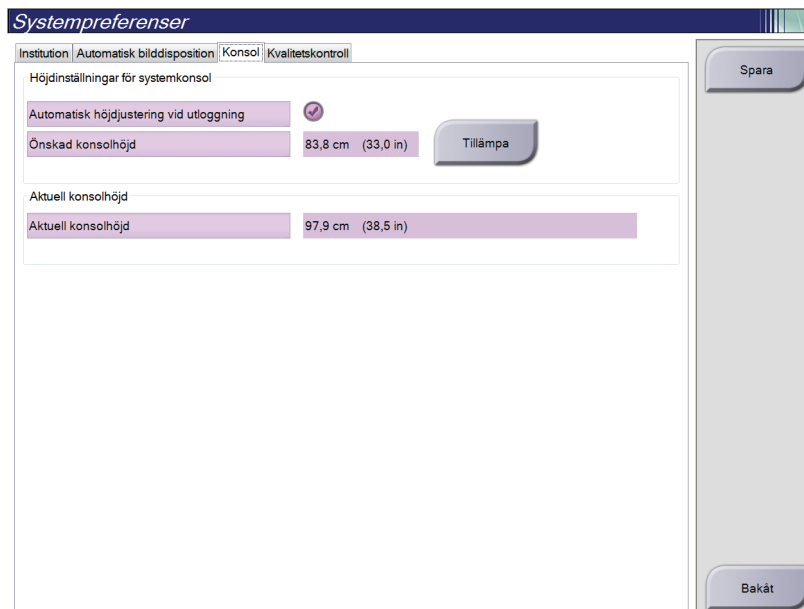 Systempreferenser
Institution Automatisk bilddisposition Konsol Kvalitetskontroll
Höjdinställningar för systemkonsol
Automatisk höjdjustering vid utloggning
Önskad konsolhöjd 83,8 cm (33,0 in) Tillämpa
Aktuell konsolhöjd
Aktuell konsolhöjd 97,9 cm (38,5 in)
Spara
Bakåt